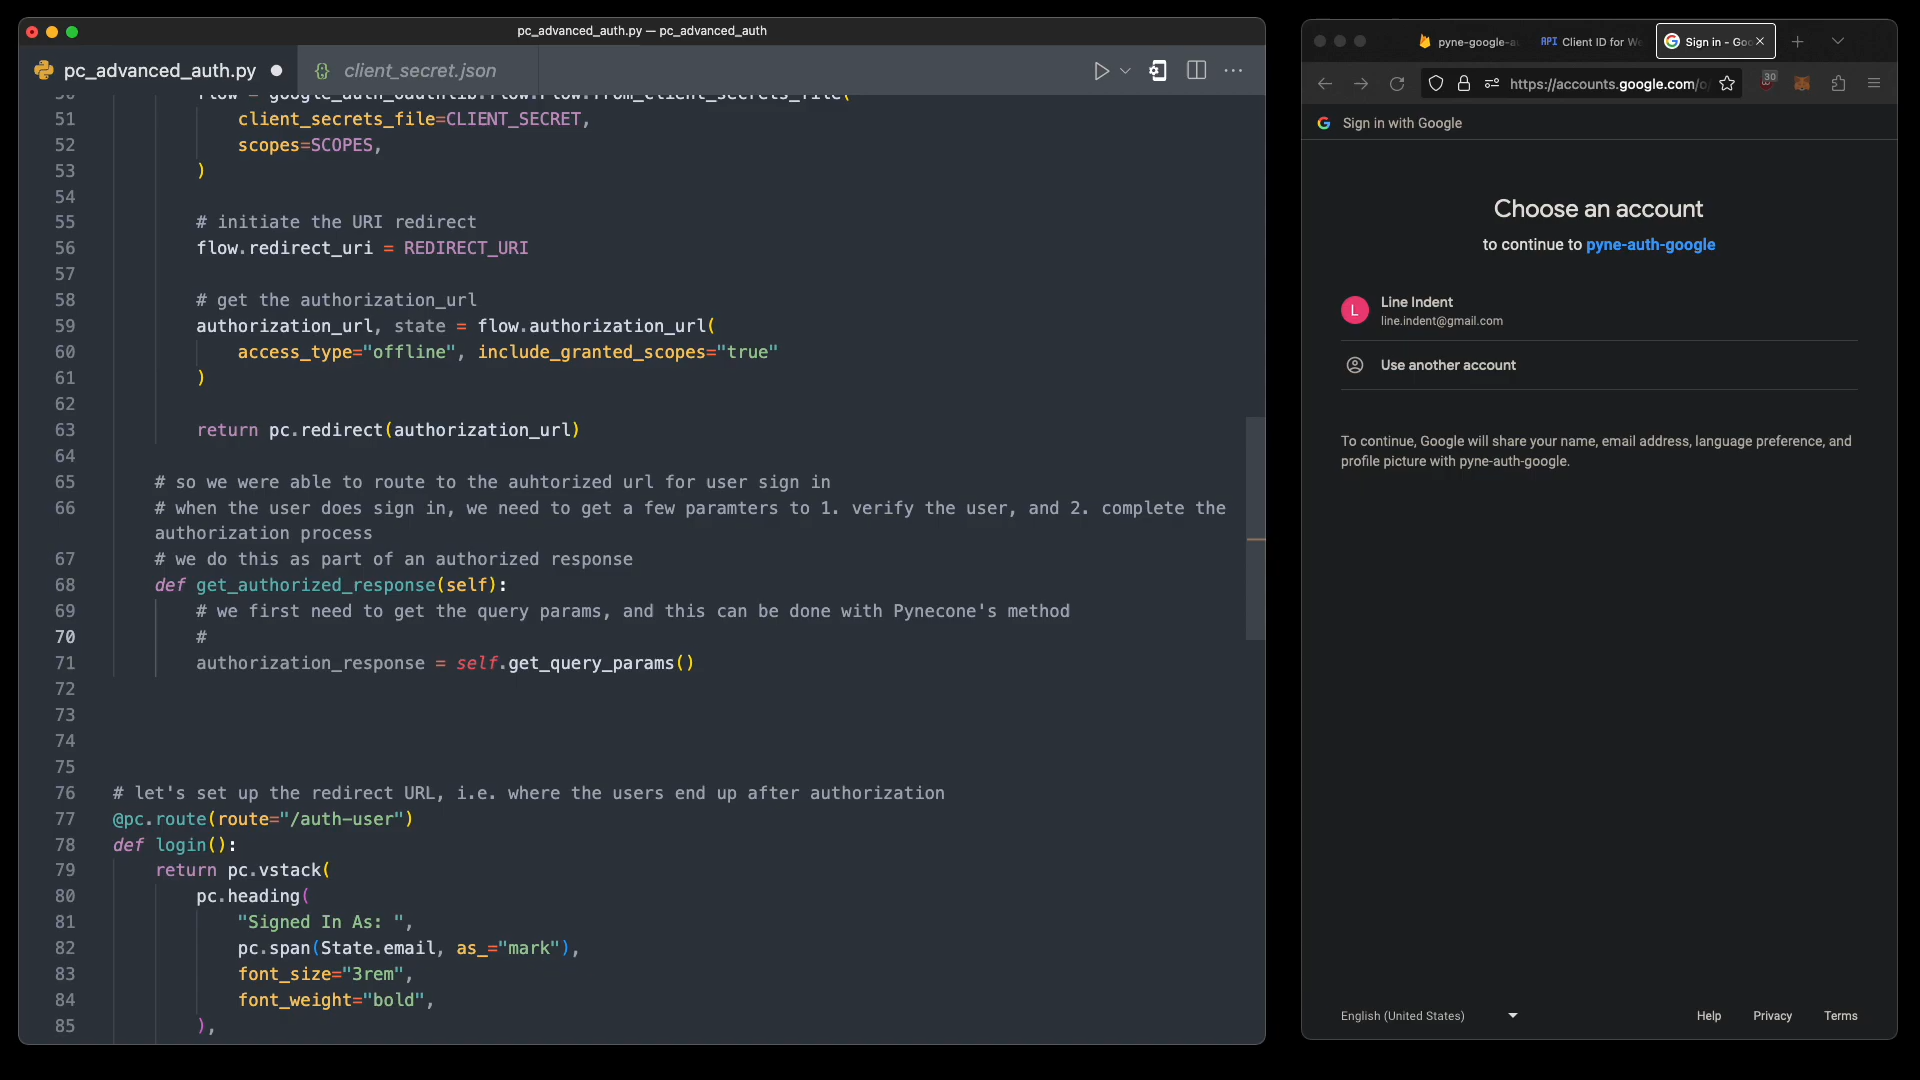 pc_advanced_auth.py — pc_advanced_auth
pc_advanced_auth.py
client_secret.json
50 flow = google_auth_oauthlib.flow.Flow.from_client_secrets_file(
51 client_secrets_file=CLIENT_SECRET,
52 scopes=SCOPES,
53 )
54
55 # initiate the URI redirect
56 flow.redirect_uri = REDIRECT_URI
57
58 # get the authorization_url
59 authorization_url, state = flow.authorization_url(
60 access_type="offline", include_granted_scopes="true"
61 )
62
63 return pc.redirect(authorization_url)
64
65 # so we were able to route to the auhtorized url for user sign in
66 # when the user does sign in, we need to get a few paramters to 1. verify the user, and 2. complete the
authorization process
67 # we do this as part of an authorized response
68 def get_authorized_response(self):
69 # we first need to get the query params, and this can be done with Pynecone's method
70 #
71 authorization_response = self.get_query_params()
72
73
74
75
76 # let's set up the redirect URL, i.e. where the users end up after authorization
77 @pc.route(route="/auth-user")
78 def login():
79 return pc.vstack(
80 pc.heading(
81 "Signed In As: ",
82 pc.span(State.email, as_="mark"),
83 font_size="3rem",
84 font_weight="bold",
85 ),
pyne-google-au
API Client ID for We
Sign in - Goo
https://accounts.google.com/o
30
Sign in with Google
Choose an account
to continue to pyne-auth-google
L
Line Indent
line.indent@gmail.com
Use another account
To continue, Google will share your name, email address, language preference, and
profile picture with pyne-auth-google.
English (United States)
Help
Privacy
Terms